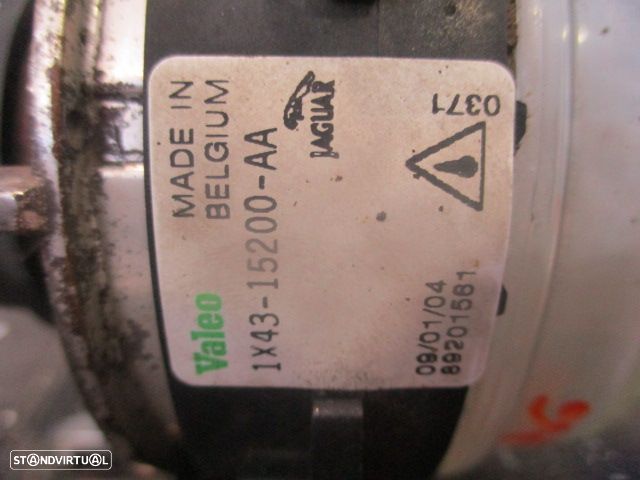 Valeo
MADE IN
BELGIUM
1X43-15200-AA
JAGUAR
09/01/04
89201581
0371
STANDVIRTUAL